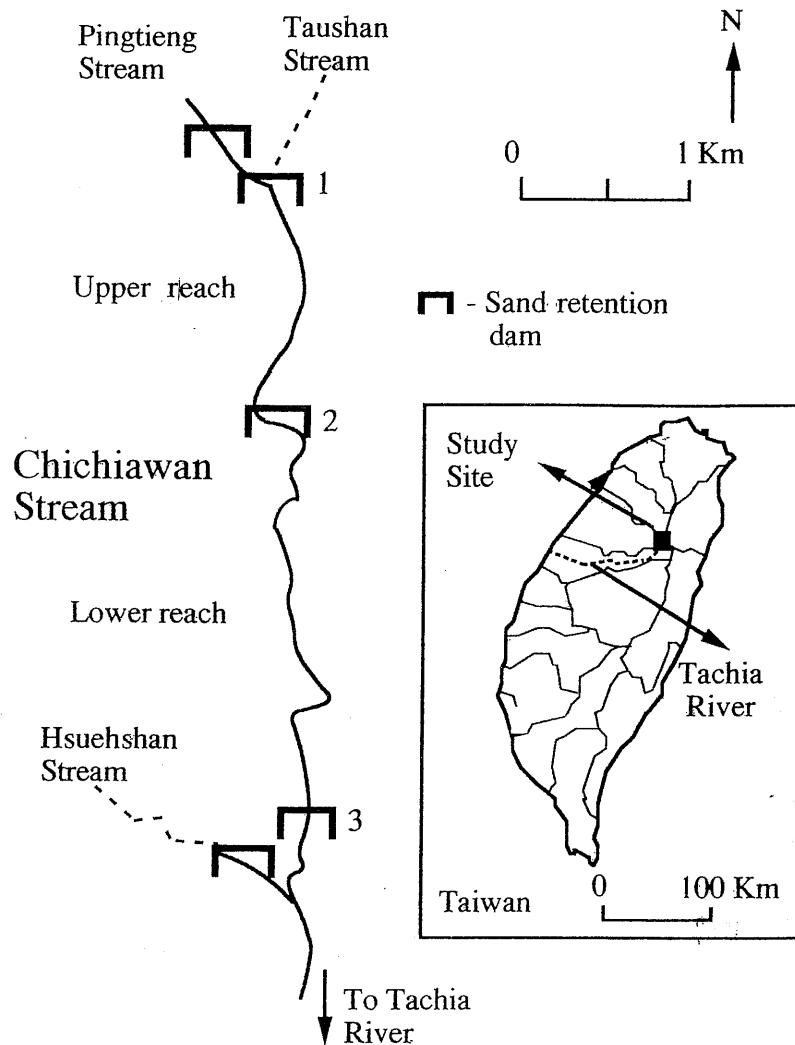 Pingtieng
Stream
Taushan
Stream
N
0 1 Km
1
Upper reach
- Sand retention
dam
2
Chichiawan
Stream
Study
Site
Lower reach
Tachia
River
Hsuehshan
Stream
3
0 100 Km
Taiwan
To Tachia
River